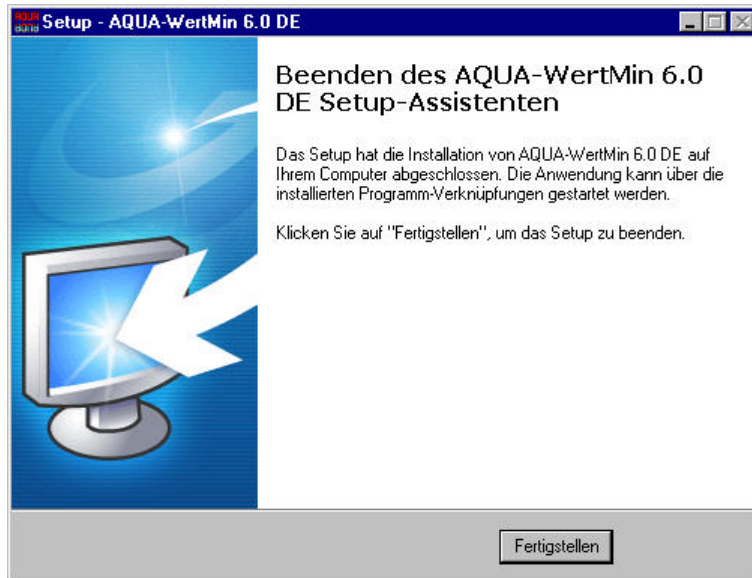 Setup - AQUA-WertMin 6.0 DE
Beenden des AQUA-WertMin 6.0
DE Setup-Assistenten
Das Setup hat die Installation von AQUA-WertMin 6.0 DE auf
Ihrem Computer abgeschlossen. Die Anwendung kann über die
installierten Programm-Verknüpfungen gestartet werden.
Klicken Sie auf "Fertigstellen", um das Setup zu beenden.
Fertigstellen